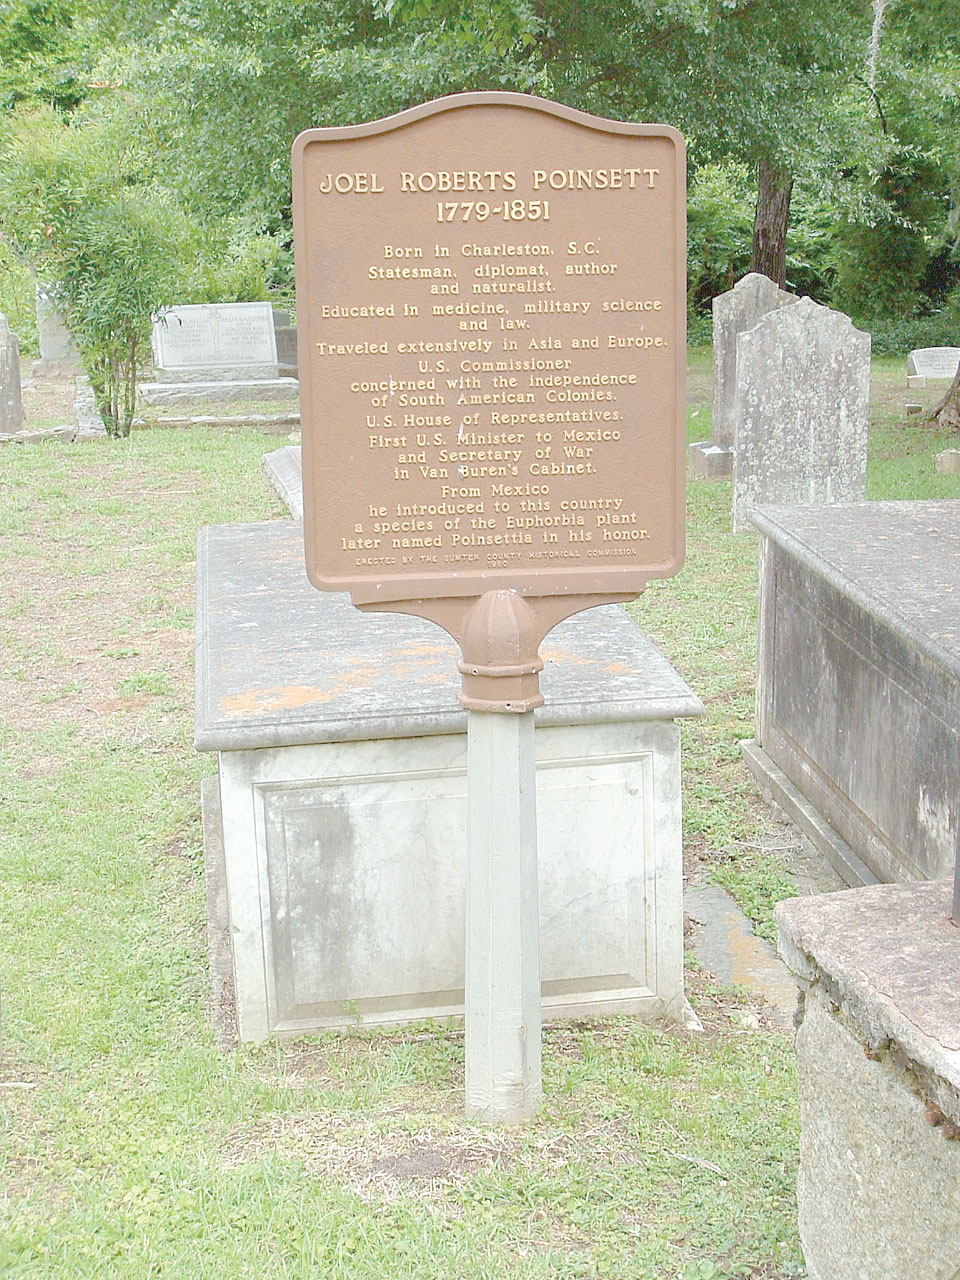 JOEL ROBERTS POINSETT
1779-1851
Born in Charleston, S.C.
Statesman, diplomat, author
and naturalist.
Educated in medicine, military science
and law.
Traveled extensively in Asia and Europe.
U.S. Commissioner
concerned with the independence
of South American Colonies.
U.S. House of Representatives.
First U.S. Minister to Mexico
and Secretary of War
in Van Buren's Cabinet.
From Mexico
he introduced to this country
a species of the Euphorbia plant
later named Poinsettia in his honor.
ERECTED BY THE SUMTER COUNTY HISTORICAL COMMISSION